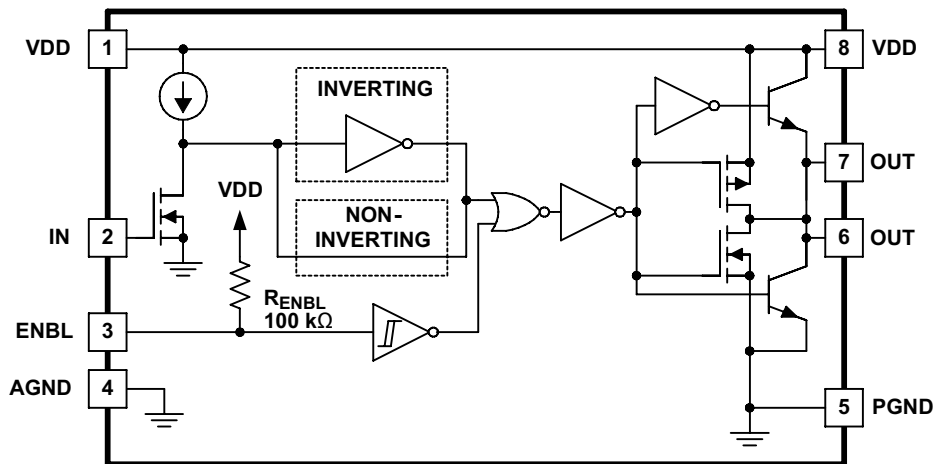 VDD 1
8 VDD
INVERTING
VDD
7 OUT
NON-
INVERTING
IN 2
6 OUT
RENBL
100 kΩ
ENBL 3
AGND 4
5 PGND